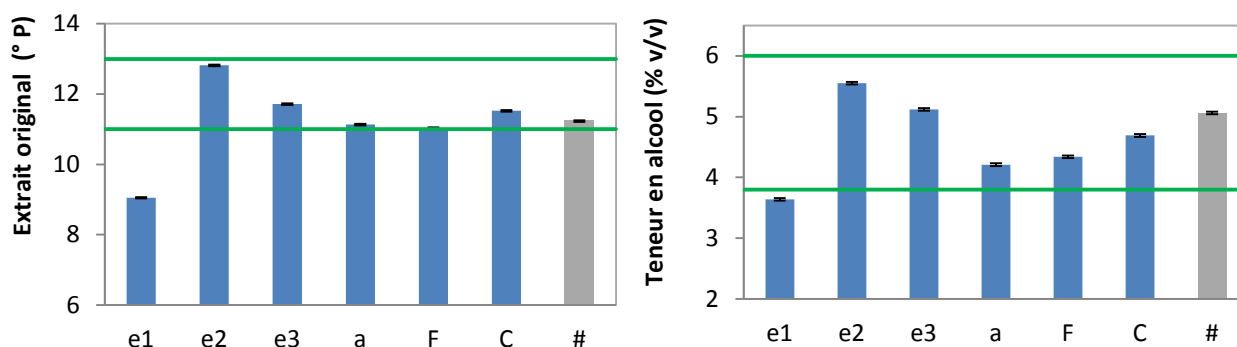 Extrait original (° P)
14
12
10
8
6
e1 e2 e3 a F C #
Teneur en alcool (% v/v)
6
5
4
3
2
e1 e2 e3 a F C #